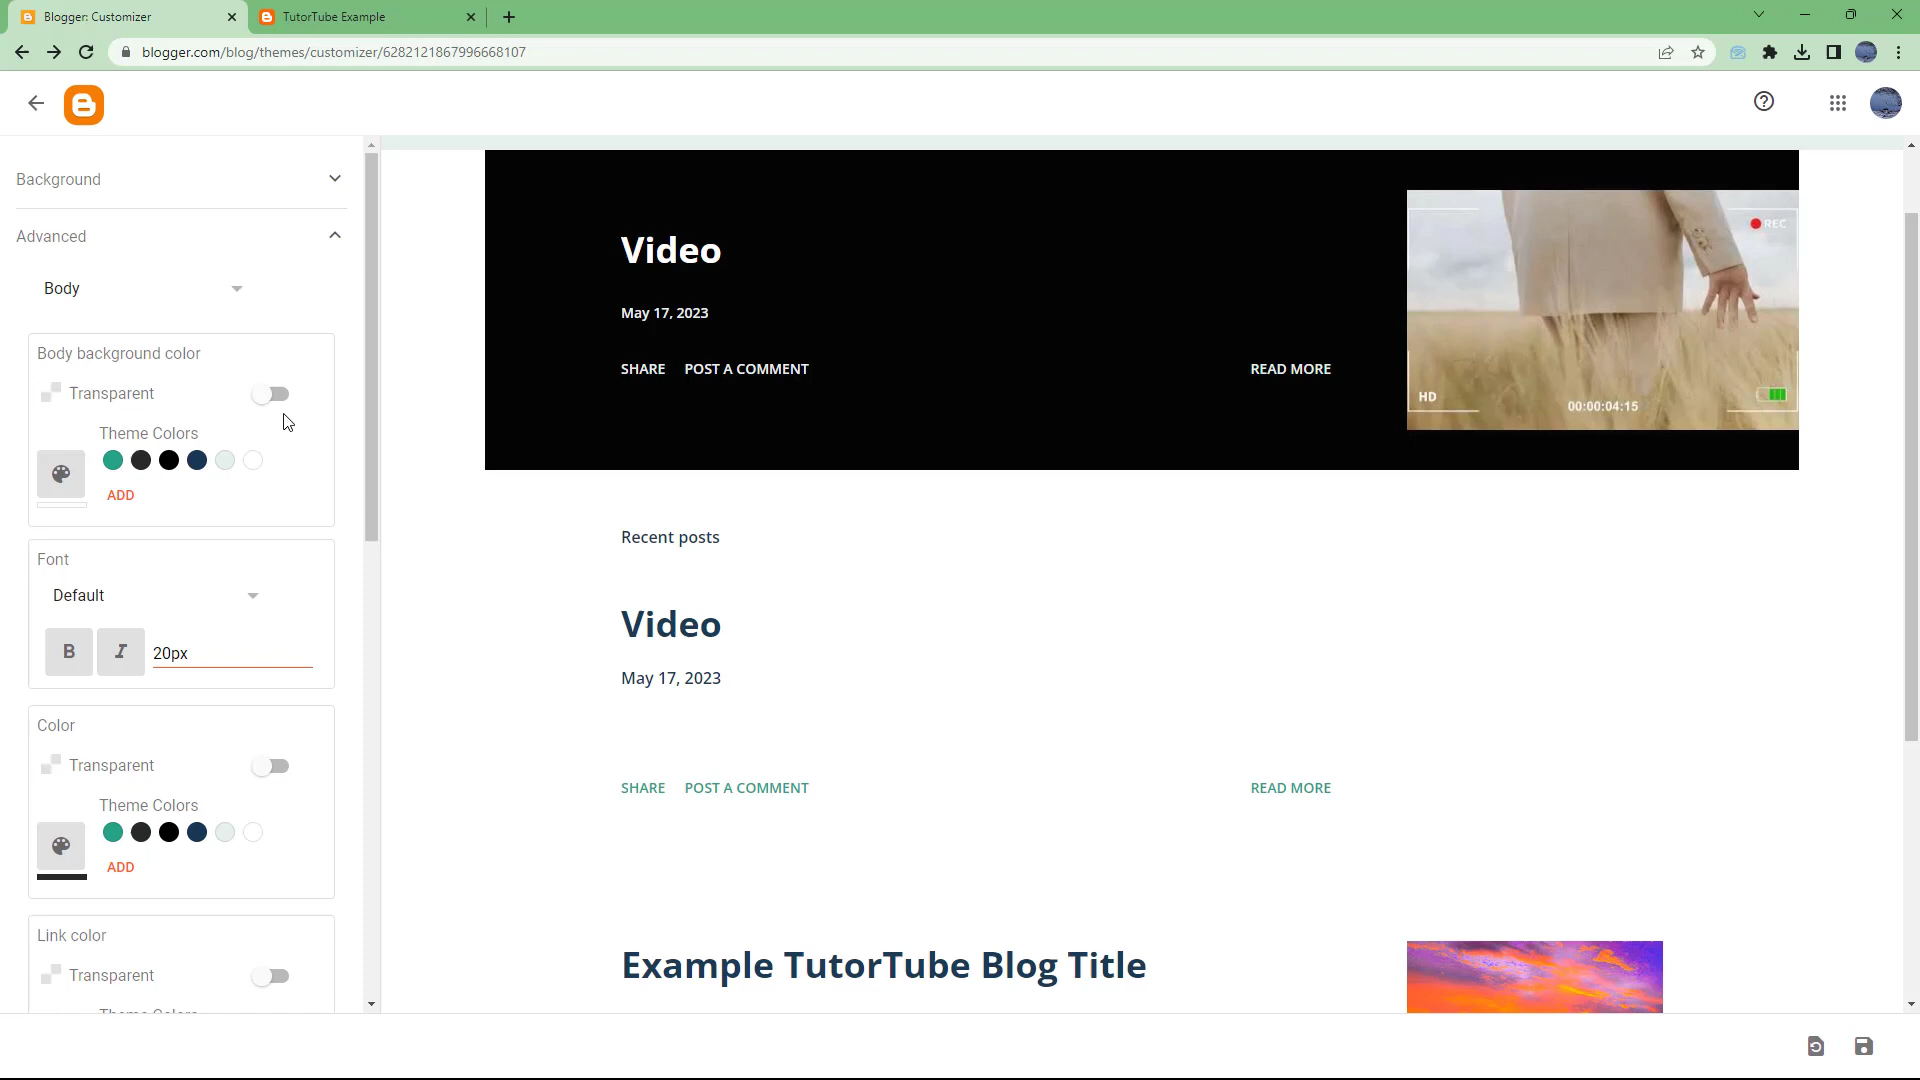 Blogger: Customizer
TutorTube Example
blogger.com/blog/themes/customizer/6282121867996668107
Background
Advanced
Body
Body background color
Transparent
Theme Colors
ADD
Font
Default
B I 20px
Color
Transparent
Theme Colors
ADD
Link color
Transparent
Theme Colors
Video
May 17, 2023
SHARE POST A COMMENT READ MORE
REC
HD
00:00:04:15
Recent posts
Video
May 17, 2023
SHARE POST A COMMENT READ MORE
Example TutorTube Blog Title